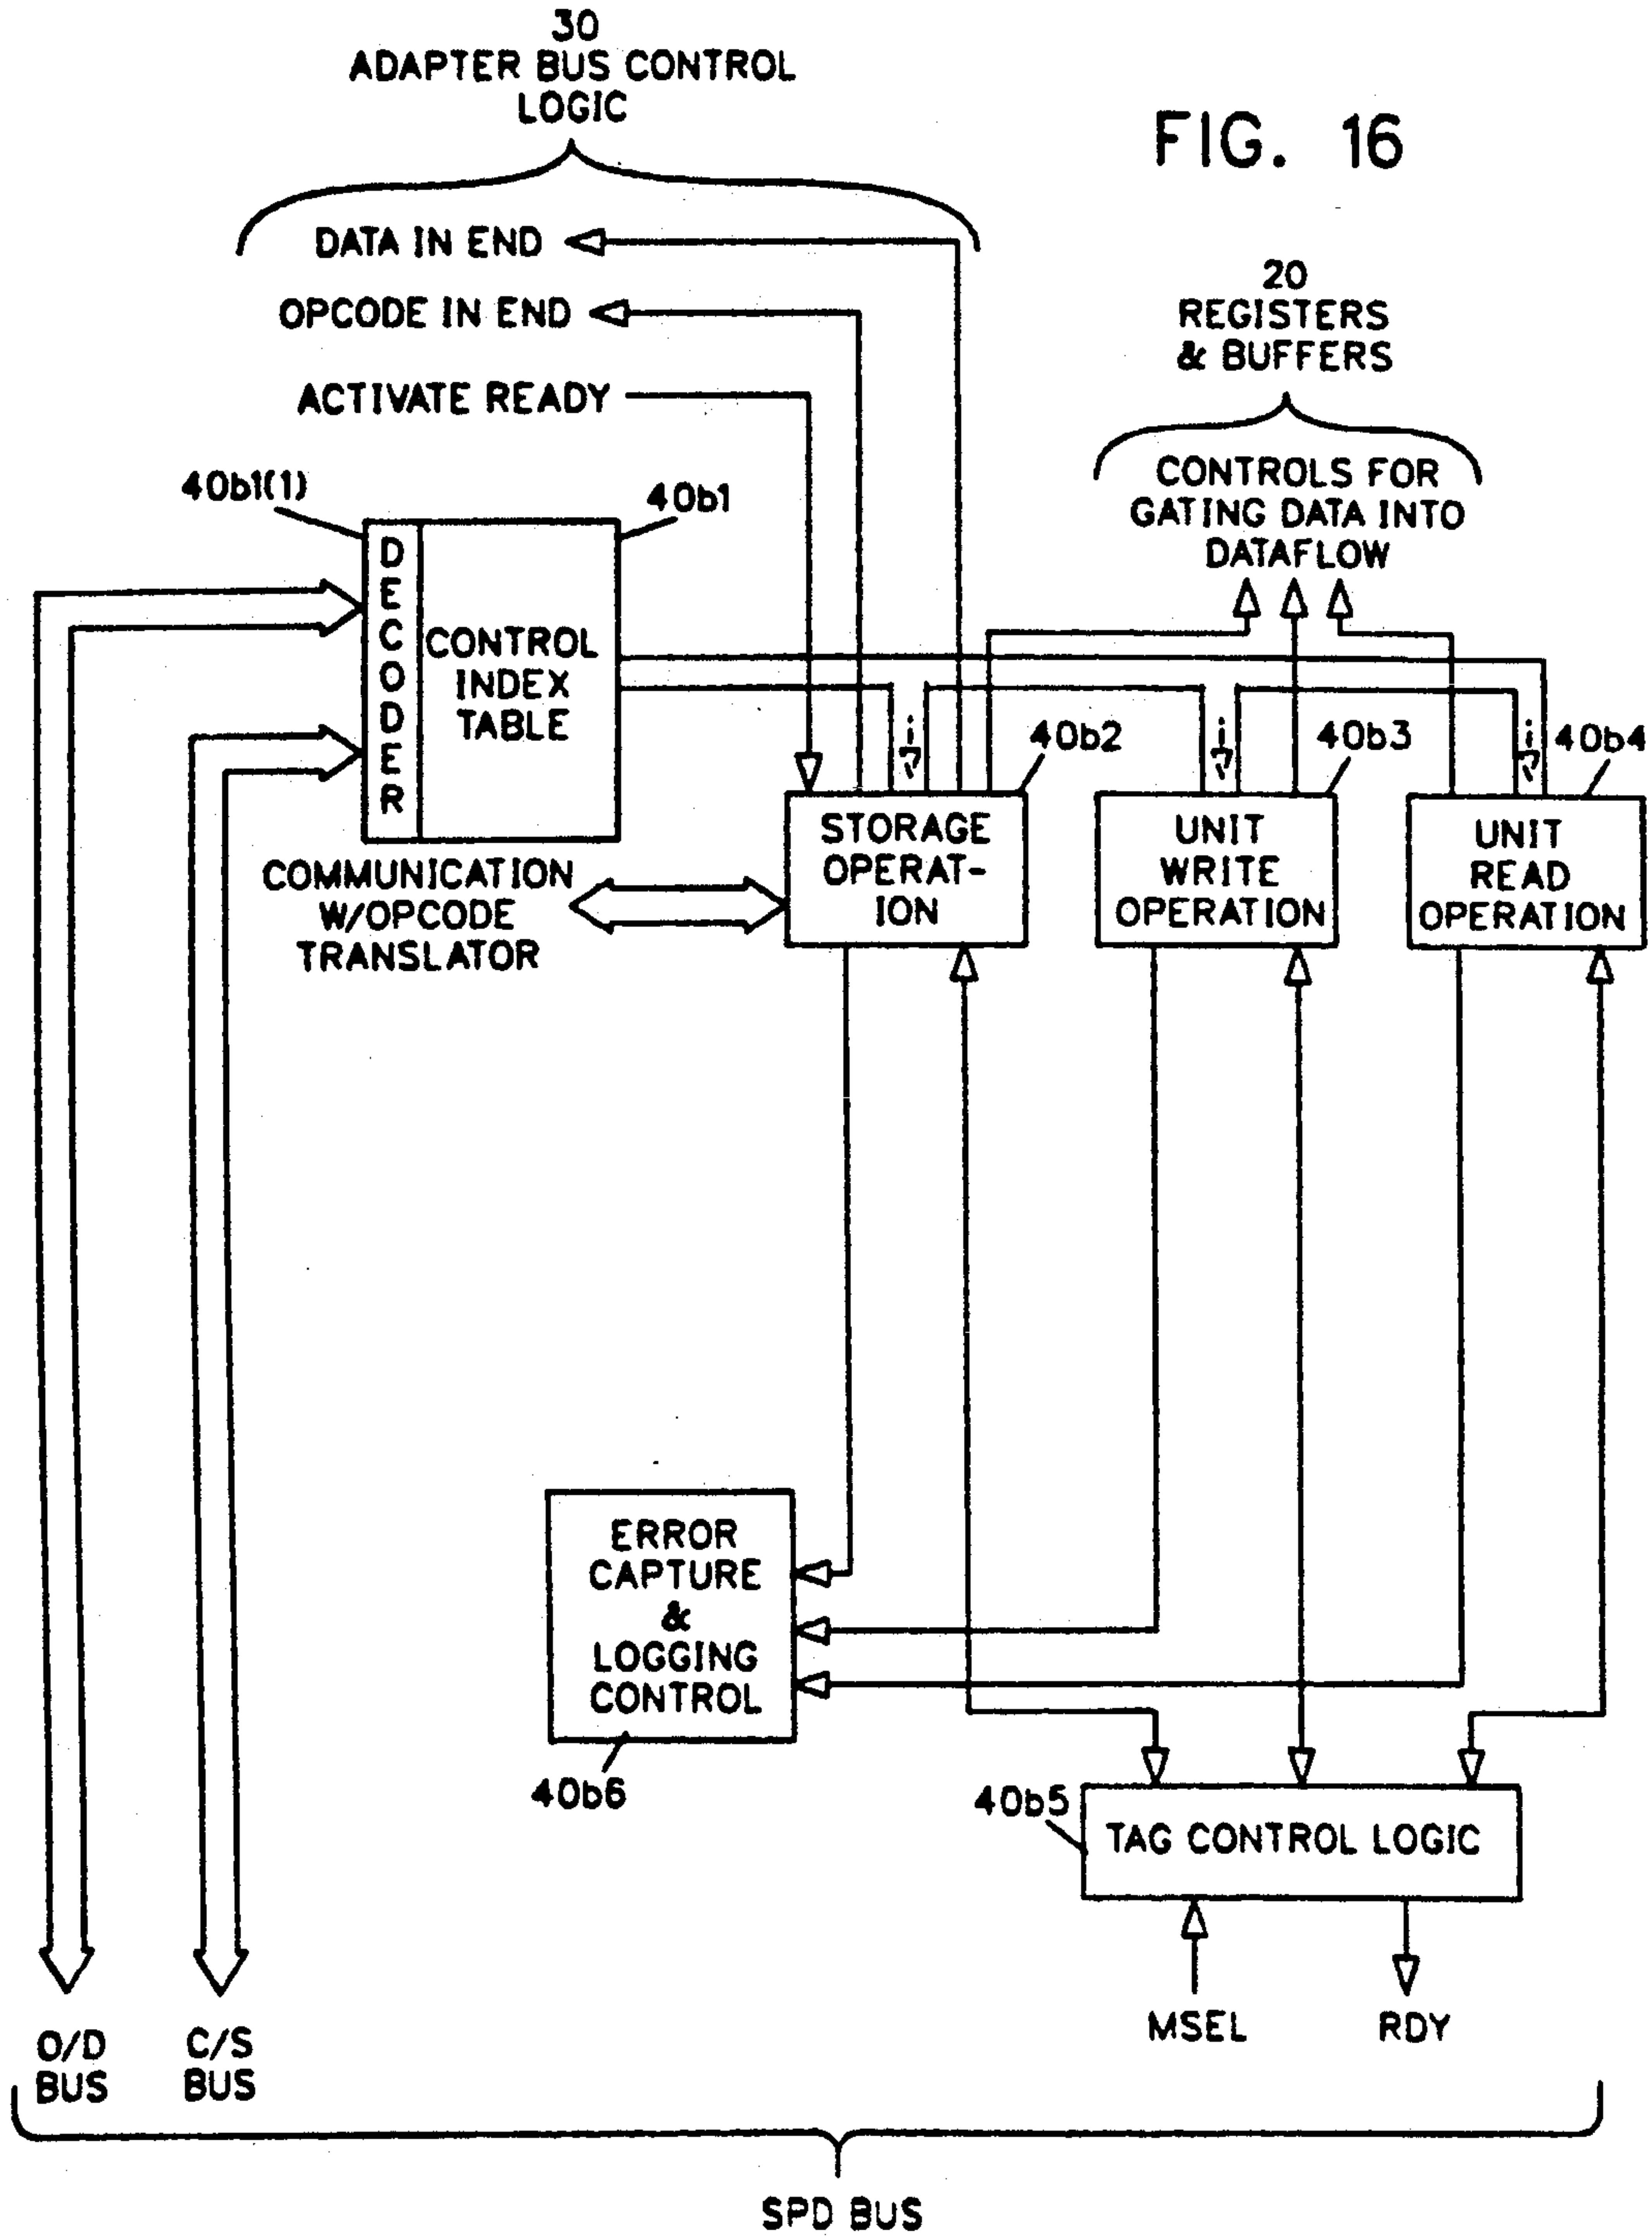 30
ADAPTER BUS CONTROL
LOGIC
FIG. 16
DATA IN END
OPCODE IN END
ACTIVATE READY
20
REGISTERS
& BUFFERS
CONTROLS FOR
GATING DATA INTO
DATAFLOW
40b1(1)
40b1
DECODER
CONTROL
INDEX
TABLE
i
i
i
40b2
40b3
40b4
STORAGE
OPERAT-
ION
UNIT
WRITE
OPERATION
UNIT
READ
OPERATION
COMMUNICATION
W/OPCODE
TRANSLATOR
ERROR
CAPTURE
&
LOGGING
CONTROL
40b6
40b5
TAG CONTROL LOGIC
MSEL
RDY
O/D
BUS
C/S
BUS
SPD BUS